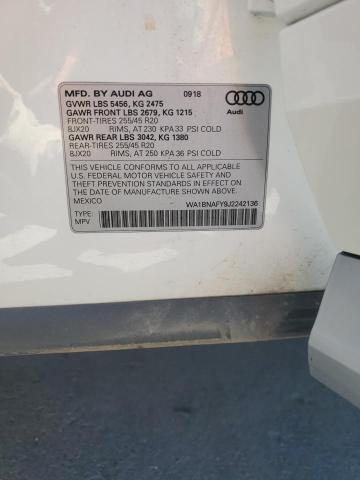 MFD. BY AUDI AG 0918
GVWR LBS 5456, KG 2475
GAWR FRONT LBS 2679, KG 1215
FRONT-TIRES 255/45 R20
8JX20 RIMS, AT 230 KPA 33 PSI COLD
GAWR REAR LBS 3042, KG 1380
REAR-TIRES 255/45 R20
8JX20 RIMS, AT 250 KPA 36 PSI COLD
Audi
THIS VEHICLE CONFORMS TO ALL APPLICABLE
U.S. FEDERAL MOTOR VEHICLE SAFETY AND
THEFT PREVENTION STANDARDS IN EFFECT ON
THE DATE OF MANUFACTURE SHOWN ABOVE.
MEXICO WA1BNAFY9J2242136
TYPE:
MPV